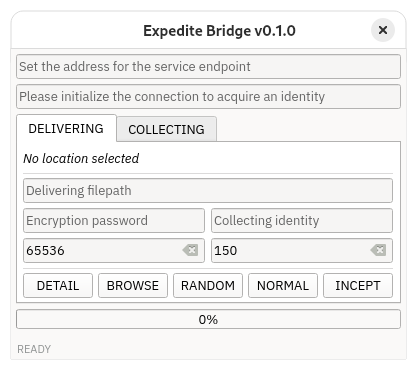 Expedite Bridge v0.1.0
Set the address for the service endpoint
Please initialize the connection to acquire an identity
DELIVERING COLLECTING
No location selected
Delivering filepath
Encryption password Collecting identity
65536 150
DETAIL BROWSE RANDOM NORMAL INCEPT
0%
READY